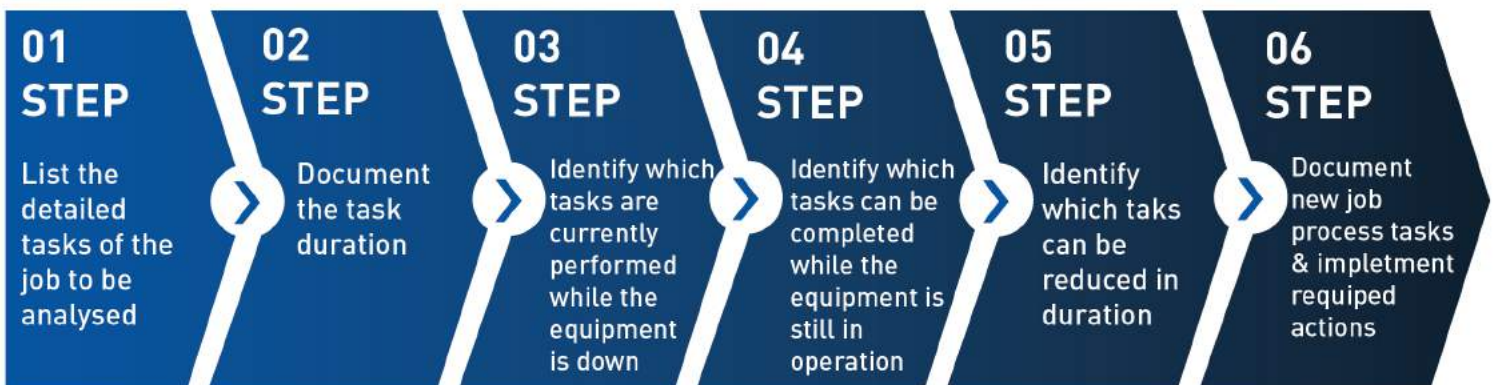 01
STEP
List the
detailed
tasks of the
job to be
analysed
02
STEP
Document
the task
duration
03
STEP
Identify which
tasks are
currently
performed
while the
equipment
is down
04
STEP
Identify which
tasks can be
completed
while the
equipment is
still in
operation
05
STEP
Identify
which taks
can be
reduced in
duration
06
STEP
Document
new job
process tasks
& impletment
requiped
actions